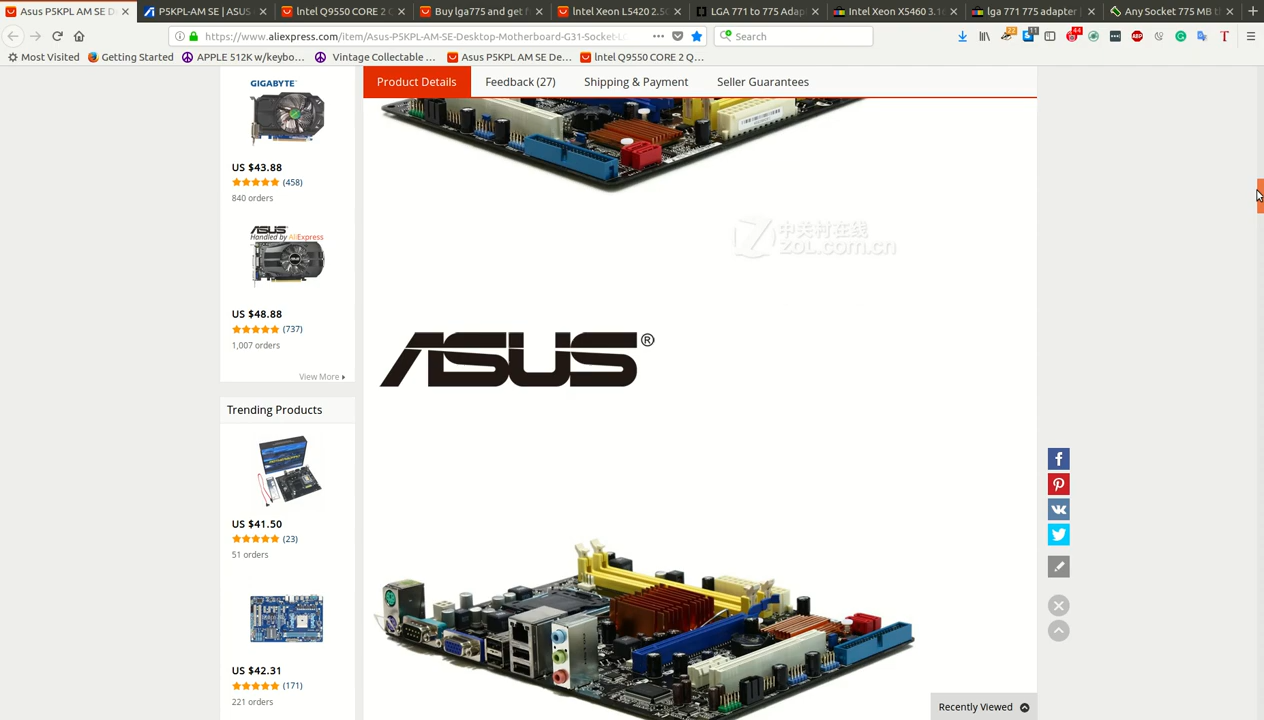 Asus P5KPL AM SE D
P5KPL-AM SE | ASUS
lntel Q9550 CORE 2 Q
Buy lga775 and get f
lntel Xeon L5420 2.5
LGA 771 to 775 Adap
Intel Xeon X5460 3.1
lga 771 775 adapter
Any Socket 775 MB t
https://www.aliexpress.com/item/Asus-P5KPL-AM-SE-Desktop-Motherboard-G31-Socket-L
Search
Most Visited
Getting Started
APPLE 512K w/keybo...
Vintage Collectable ...
Asus P5KPL AM SE De...
lntel Q9550 CORE 2 Q...
Product Details
Feedback (27)
Shipping & Payment
Seller Guarantees
GIGABYTE
US $43.88
(458)
840 orders
ASUS
Handled by AliExpress
US $48.88
(737)
1,007 orders
View More
Trending Products
US $41.50
(23)
51 orders
US $42.31
(171)
221 orders
中关村在线
ZOL.com.cn
ASUS®
Recently Viewed